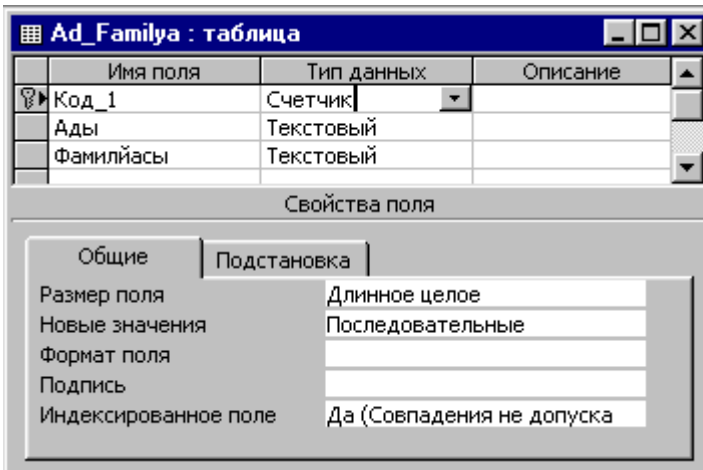 Ad_Familya : таблица
Имя поля Тип данных Описание
Код_1 Счетчик
Ады Текстовый
Фамилйасы Текстовый
Свойства поля
Общие Подстановка
Размер поля Длинное целое
Новые значения Последовательные
Формат поля
Подпись
Индексированное поле Да (Совпадения не допуска